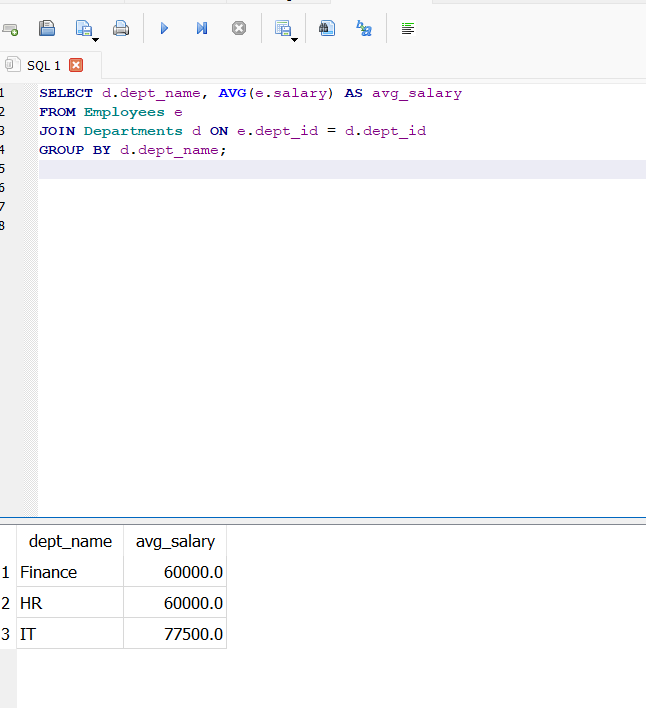 SQL 1
1 SELECT d.dept_name, AVG(e.salary) AS avg_salary
2 FROM Employees e
3 JOIN Departments d ON e.dept_id = d.dept_id
4 GROUP BY d.dept_name;
5
6
7
8
dept_name avg_salary
1 Finance 60000.0
2 HR 60000.0
3 IT 77500.0